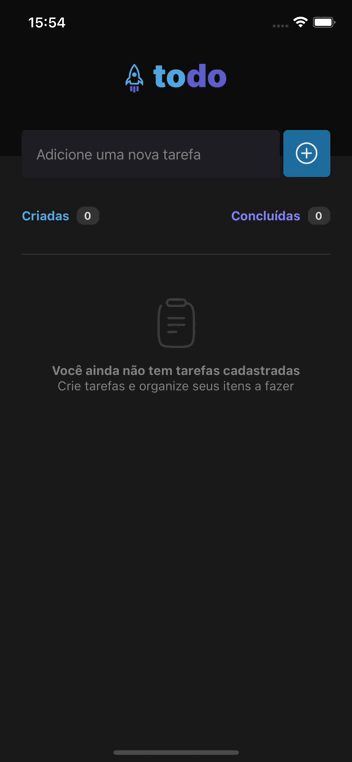 15:54
todo
Adicione uma nova tarefa
Criadas 0
Concluídas 0
Você ainda não tem tarefas cadastradas
Crie tarefas e organize seus itens a fazer